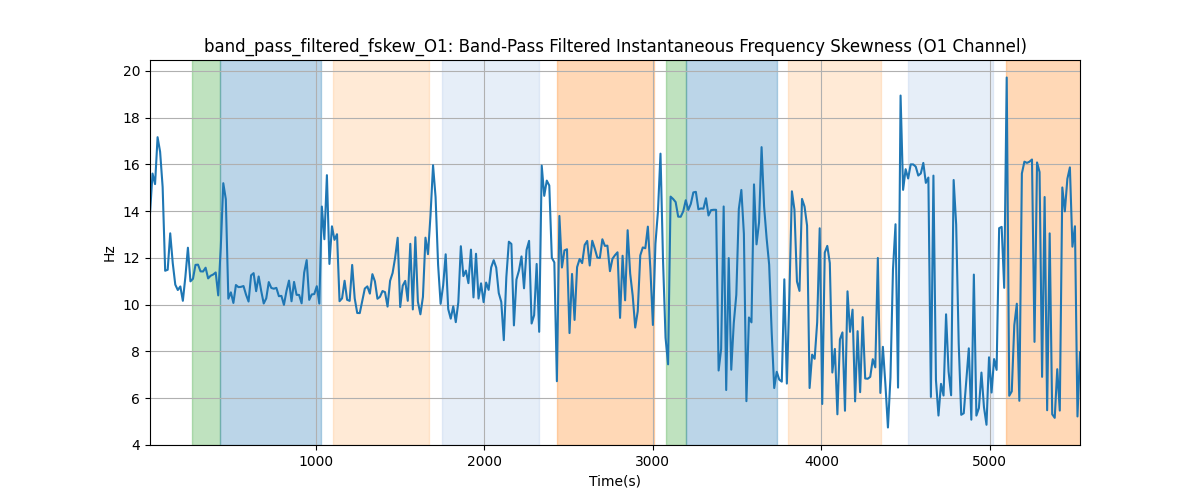 band_pass_filtered_fskew_O1: Band-Pass Filtered Instantaneous Frequency Skewness (O1 Channel)
20
18
16
14
12
10
8
6
4
Hz
1000 2000 3000 4000 5000
Time(s)